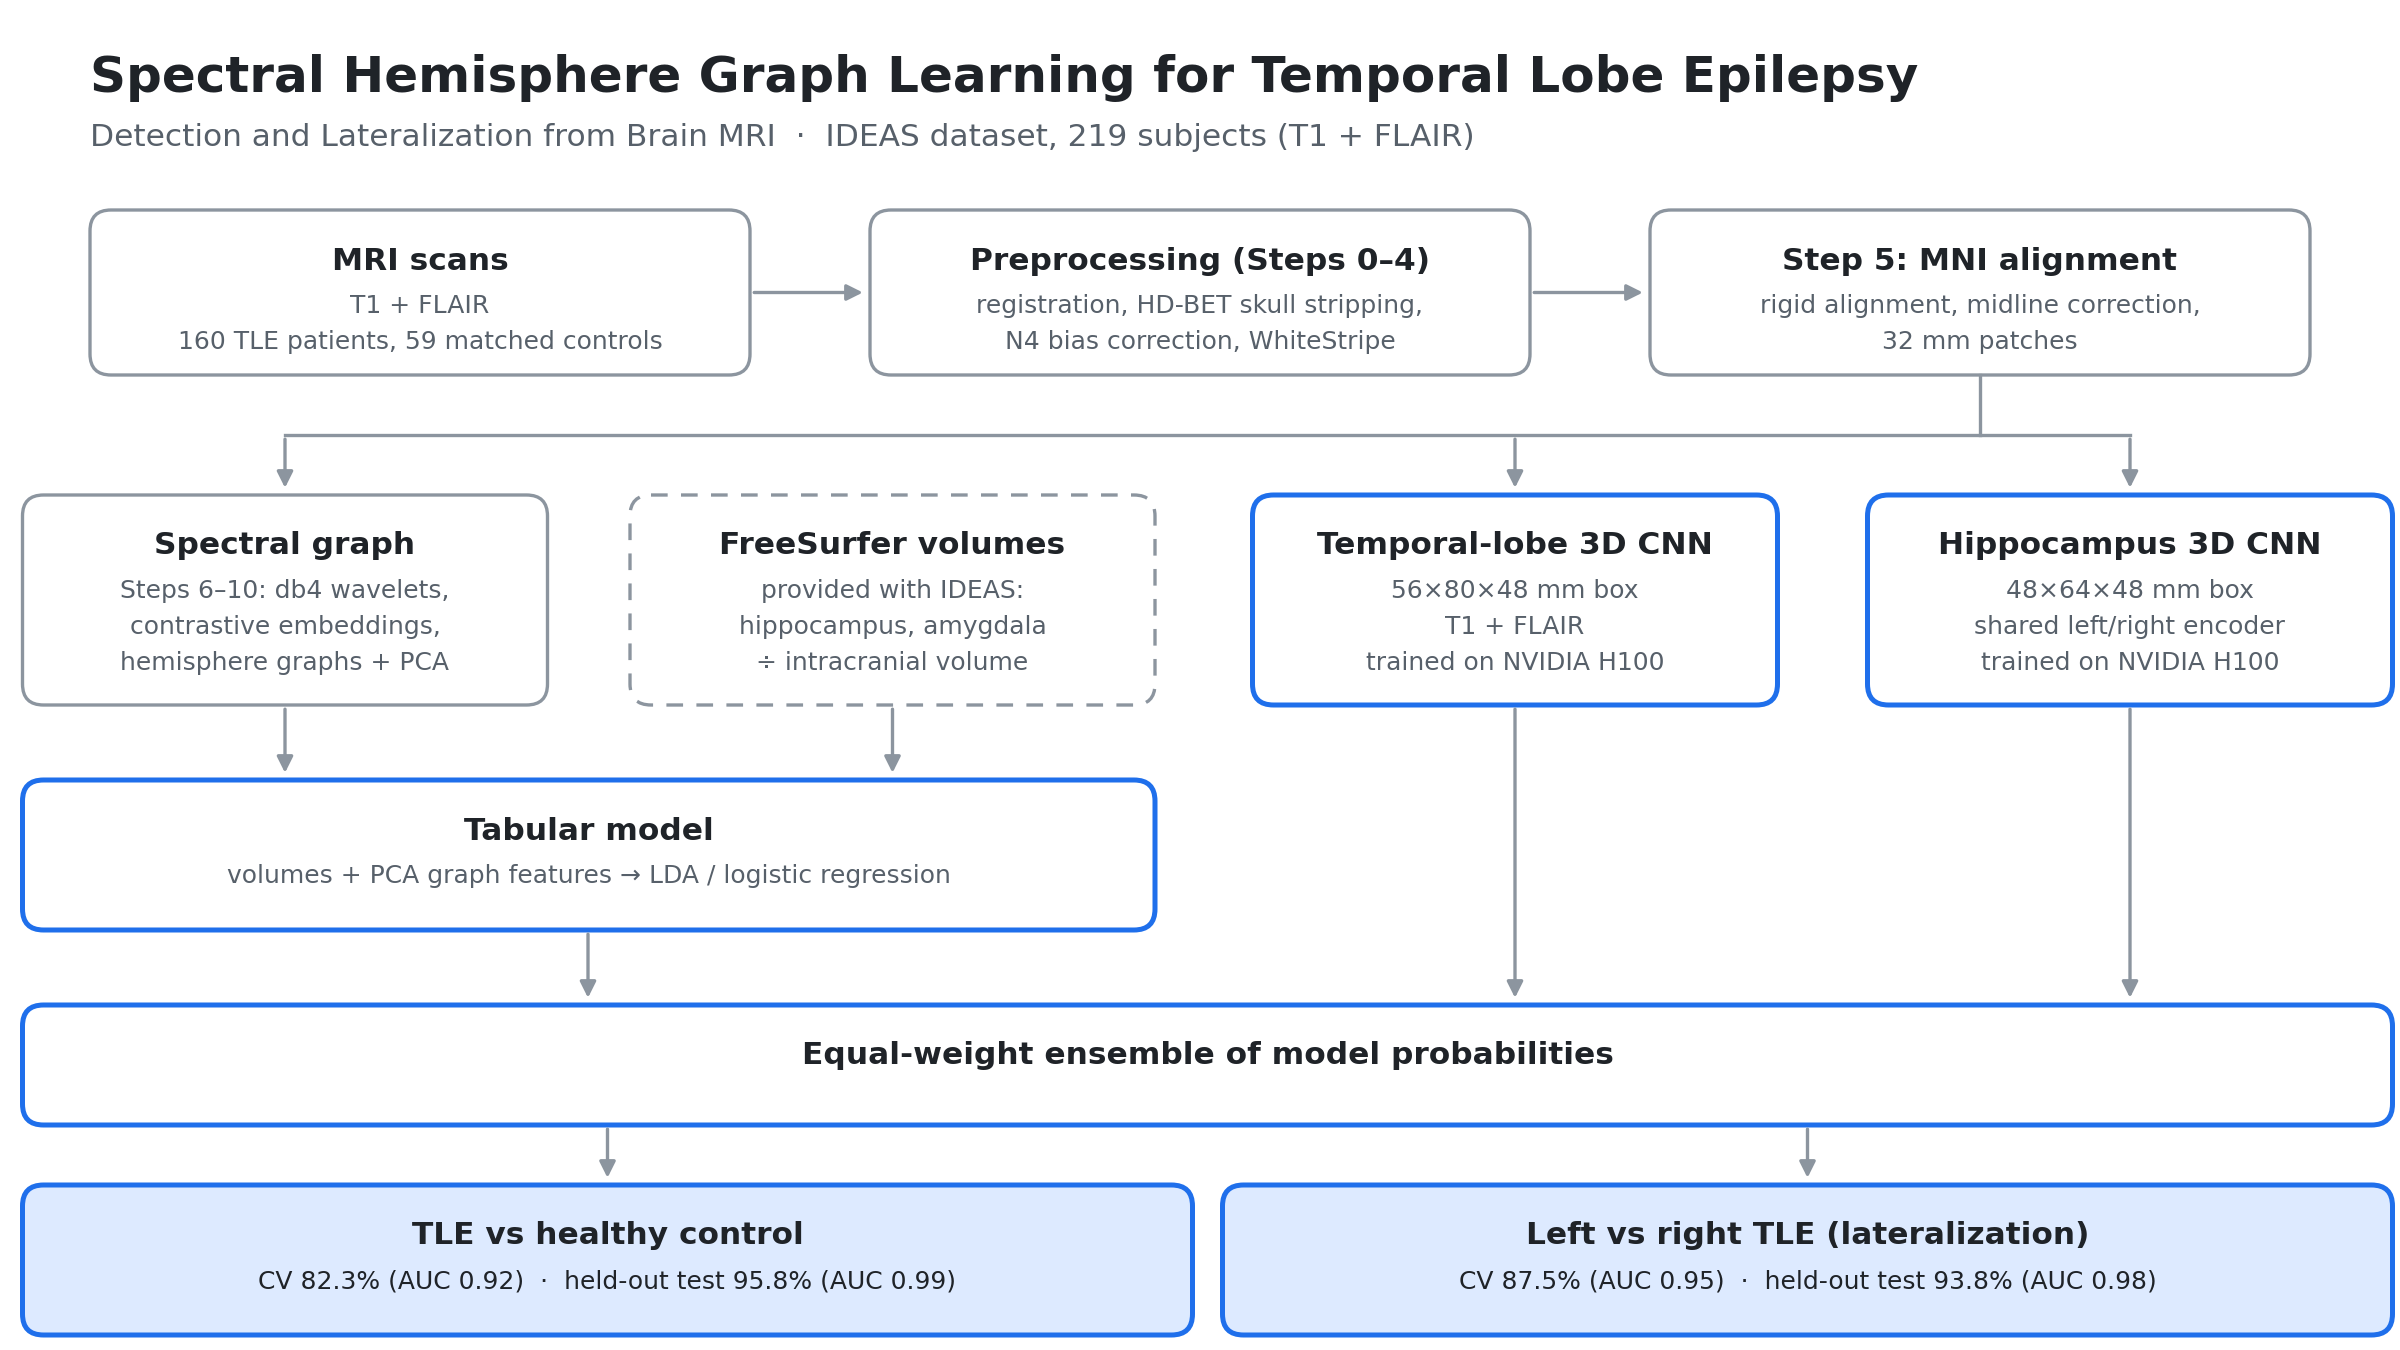 Spectral Hemisphere Graph Learning for Temporal Lobe Epilepsy
Detection and Lateralization from Brain MRI · IDEAS dataset, 219 subjects (T1 + FLAIR)
MRI scans
T1 + FLAIR
160 TLE patients, 59 matched controls
Preprocessing (Steps 0–4)
registration, HD-BET skull stripping,
N4 bias correction, WhiteStripe
Step 5: MNI alignment
rigid alignment, midline correction,
32 mm patches
Spectral graph
Steps 6–10: db4 wavelets,
contrastive embeddings,
hemisphere graphs + PCA
FreeSurfer volumes
provided with IDEAS:
hippocampus, amygdala
÷ intracranial volume
Temporal-lobe 3D CNN
56×80×48 mm box
T1 + FLAIR
trained on NVIDIA H100
Hippocampus 3D CNN
48×64×48 mm box
shared left/right encoder
trained on NVIDIA H100
Tabular model
volumes + PCA graph features → LDA / logistic regression
Equal-weight ensemble of model probabilities
TLE vs healthy control
CV 82.3% (AUC 0.92) · held-out test 95.8% (AUC 0.99)
Left vs right TLE (lateralization)
CV 87.5% (AUC 0.95) · held-out test 93.8% (AUC 0.98)